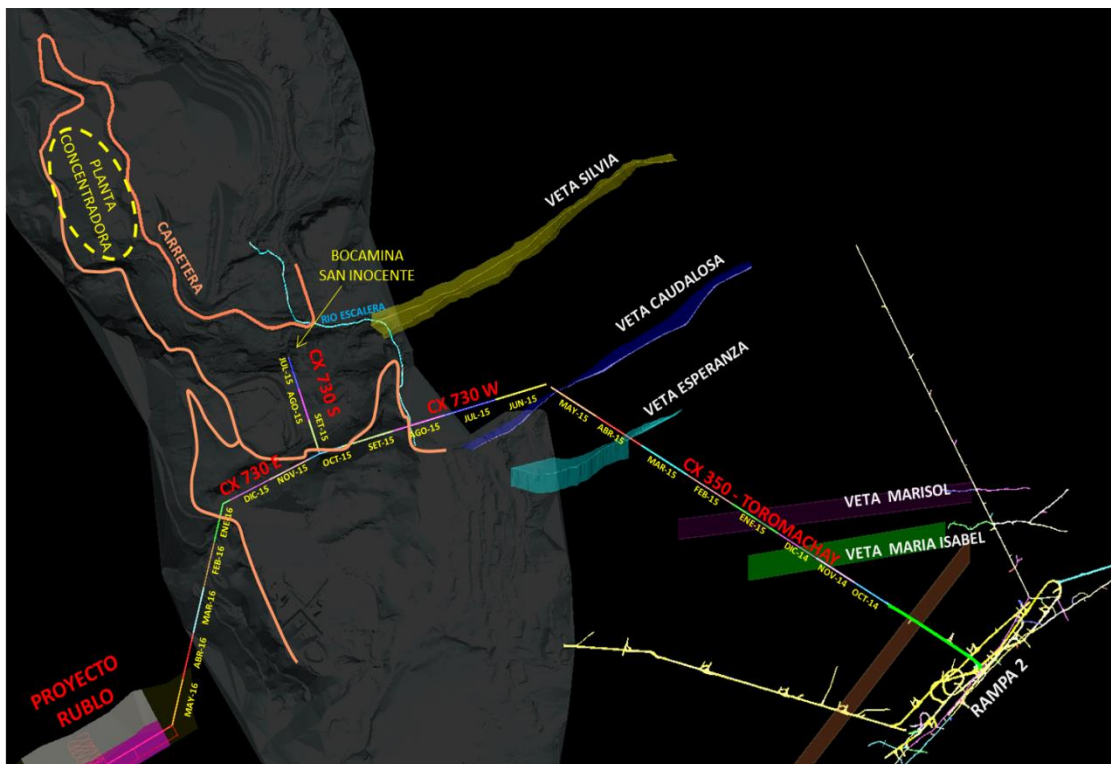 PLANTA
CONCENTRADORA
CARRETERA
BOCAMINA
SAN INOCENTE
RIO ESCALERA
VETA SILVIA
VETA CAUDALOSA
VETA ESPERANZA
CX 730 S
JUL-15
AGO-15
SET-15
CX 730 W
JUN-15
JUL-15
AGO-15
SET-15
OCT-15
CX 730 E
NOV-15
DIC-15
ENE-16
FEB-16
MAR-16
ABR-16
MAY-16
PROYECTO
RUBLO
MAY-15
ABR-15
MAR-15
FEB-15
ENE-15
DIC-14
NOV-14
OCT-14
CX 350 - TOROMACHAY
VETA MARISOL
VETA MARIA ISABEL
RAMPA 2